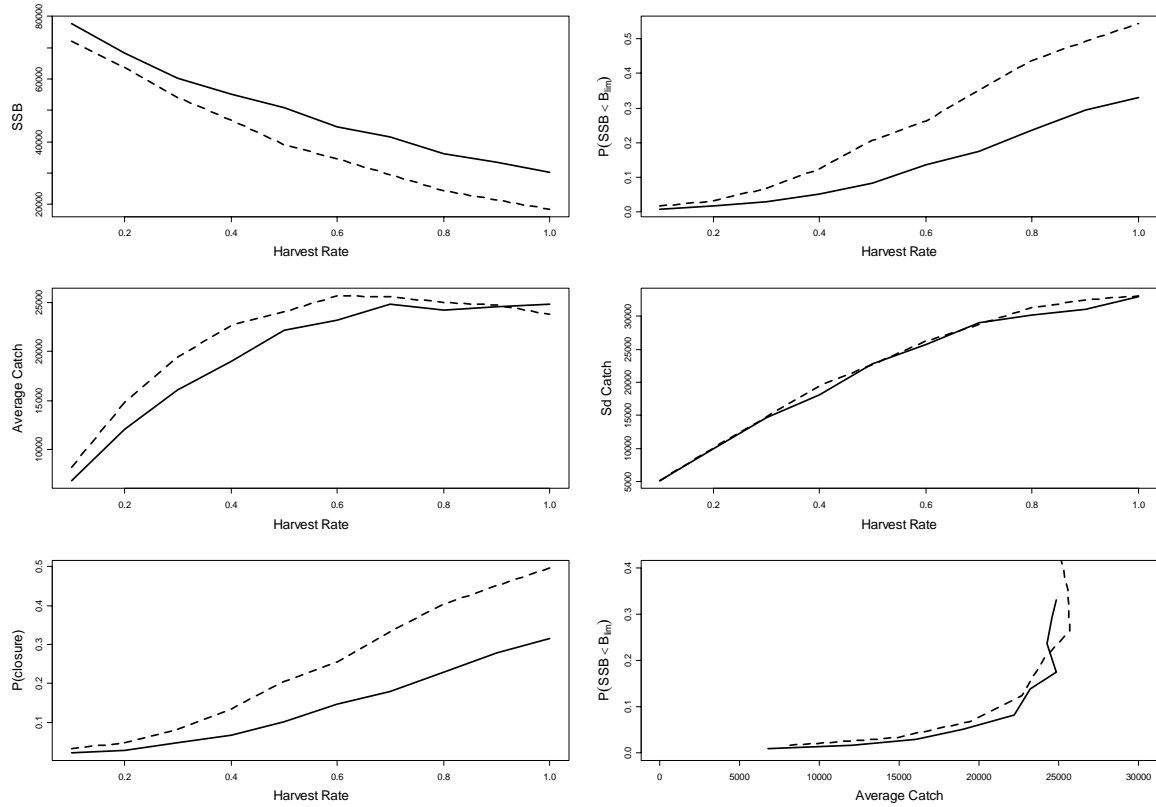 SSB
80000
60000
40000
20000
0.2 0.4 0.6 0.8 1.0
Harvest Rate
P(SSB < Blim)
0.5
0.4
0.3
0.2
0.1
0.0
0.2 0.4 0.6 0.8 1.0
Harvest Rate
Average Catch
25000
20000
15000
10000
0.2 0.4 0.6 0.8 1.0
Harvest Rate
Sd Catch
30000
25000
20000
15000
10000
5000
0.2 0.4 0.6 0.8 1.0
Harvest Rate
P(closure)
0.5
0.4
0.3
0.2
0.1
0.2 0.4 0.6 0.8 1.0
Harvest Rate
P(SSB < Blim)
0.4
0.3
0.2
0.1
0.0
0 5000 10000 15000 20000 25000 30000
Average Catch